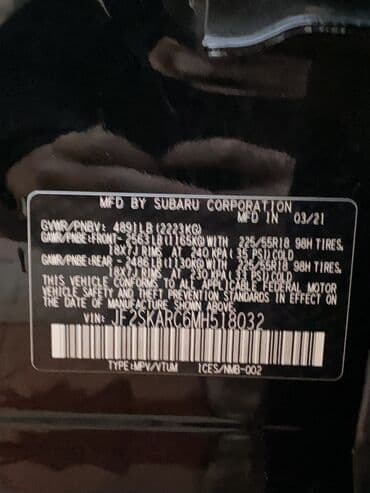 MFD BY SUBARU CORPORATION
MFD IN 03/21
GVWR/PNBV: 4891LB(2223KG)
GAWR/PNBE:FRONT- 2563LB(1165KG)WITH 225/55R18 98H TIRES,
18X7J RIMS AT 240 KPA(35 PSI)COLD
GAWR/PNBE:REAR - 2486LB(1130KG)WITH 225/55R18 98H TIRES,
18X7J RIMS AT 230 KPA PSI)COLD
THIS VEHICLE CONFORMS TO ALL APPLICABLE FEDERAL MOTOR
VEHICLE SAFETY AND THEFT PREVENTION STANDARDS IN EFFECT ON
THE DATE OF MANUFACTURE SHOWN ABOVE.
VIN: JF2SKARC6MH518032
TYPE:MPV/VTUM ICES/NMB-002